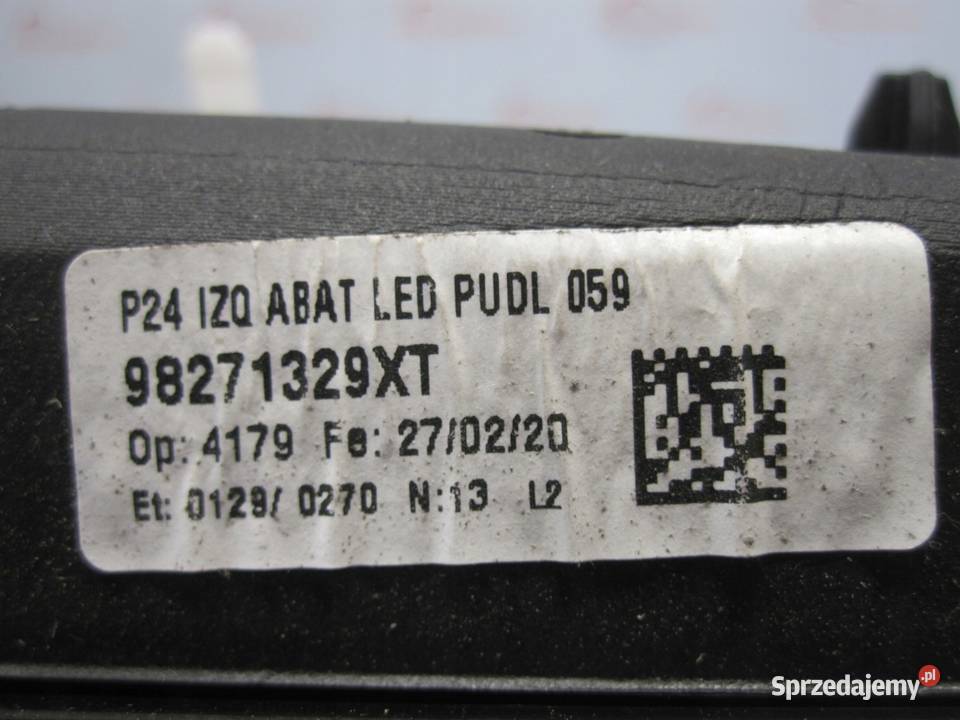 P24 IZQ ABAT LED PUDL 059
98271329XT
Op: 4179 Fe: 27/02/20
Et: 0129/ 0270 N:13 L2
Sprzedajemy.pl